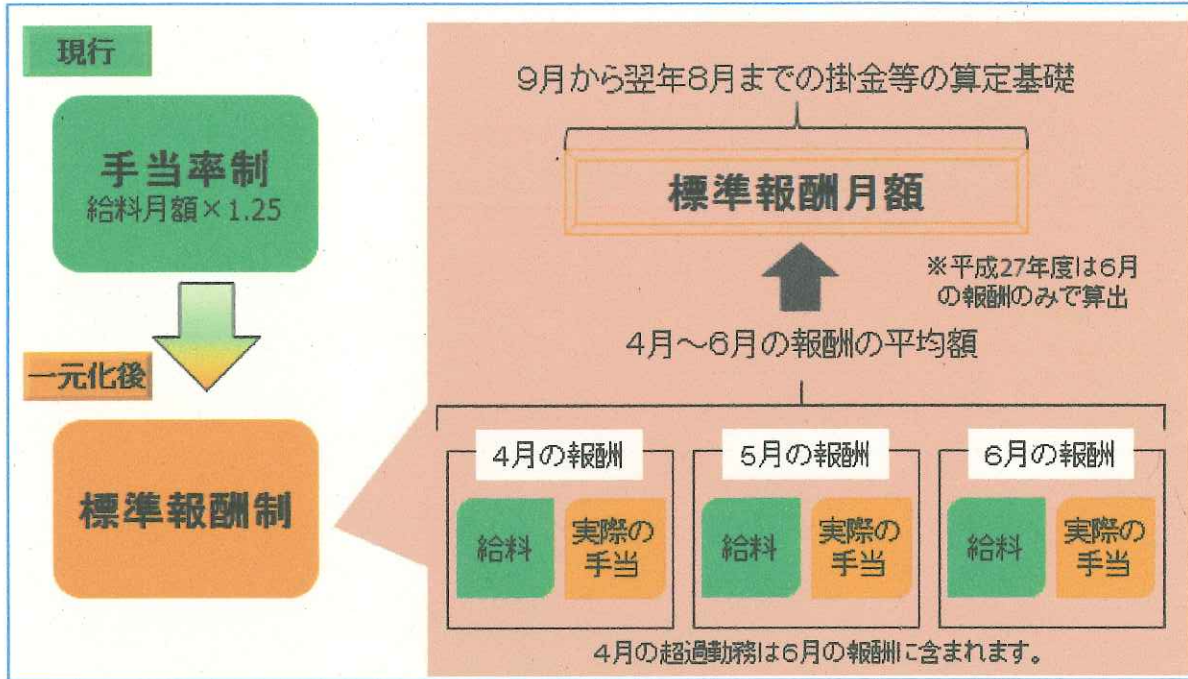 現行
手当率制
給料月額×1.25
一元化後
標準報酬制
9月から翌年8月までの掛金等の算定基礎
標準報酬月額
※平成27年度は6月
の報酬のみで算出
4月～6月の報酬の平均額
4月の報酬
給料
実際の
手当
5月の報酬
給料
実際の
手当
6月の報酬
給料
実際の
手当
4月の超過勤務は6月の報酬に含まれます。